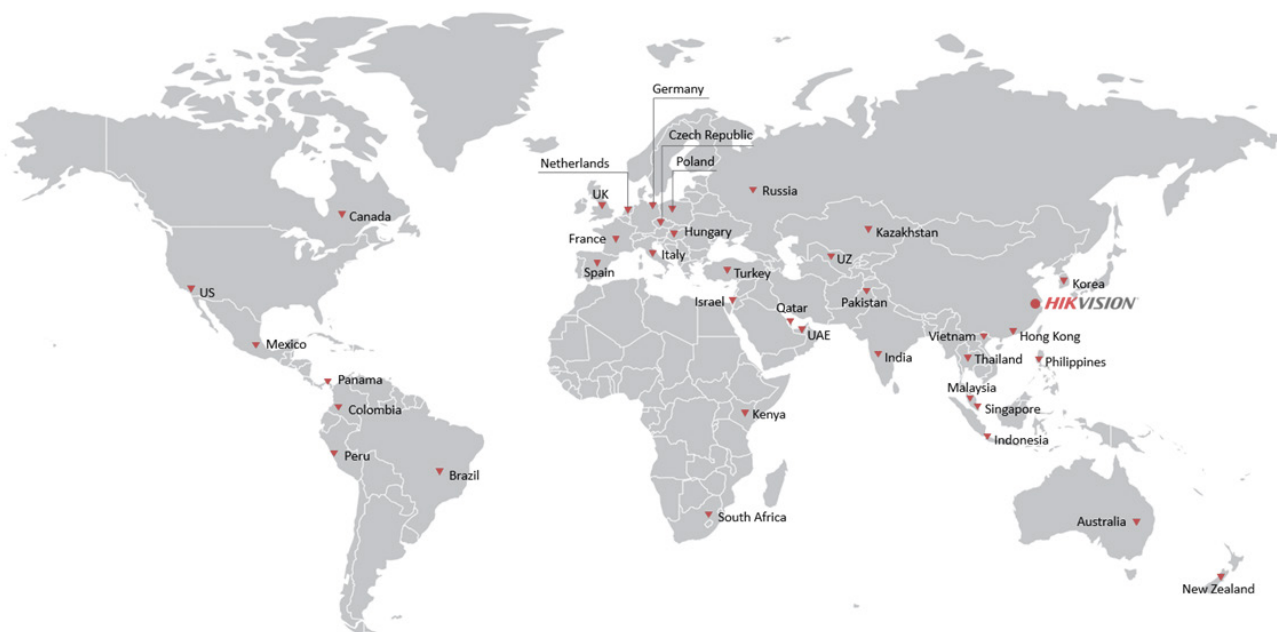 Germany
Czech Republic
Netherlands
Poland
UK
Russia
Canada
Kazakhstan
Hungary
France
Italy
UZ
Spain
Turkey
Korea
US
Israel
Pakistan
HIKVISION
Qatar
UAE
Vietnam
Hong Kong
Mexico
India
Thailand
Philippines
Panama
Malaysia
Colombia
Singapore
Kenya
Indonesia
Peru
Brazil
South Africa
Australia
New Zealand